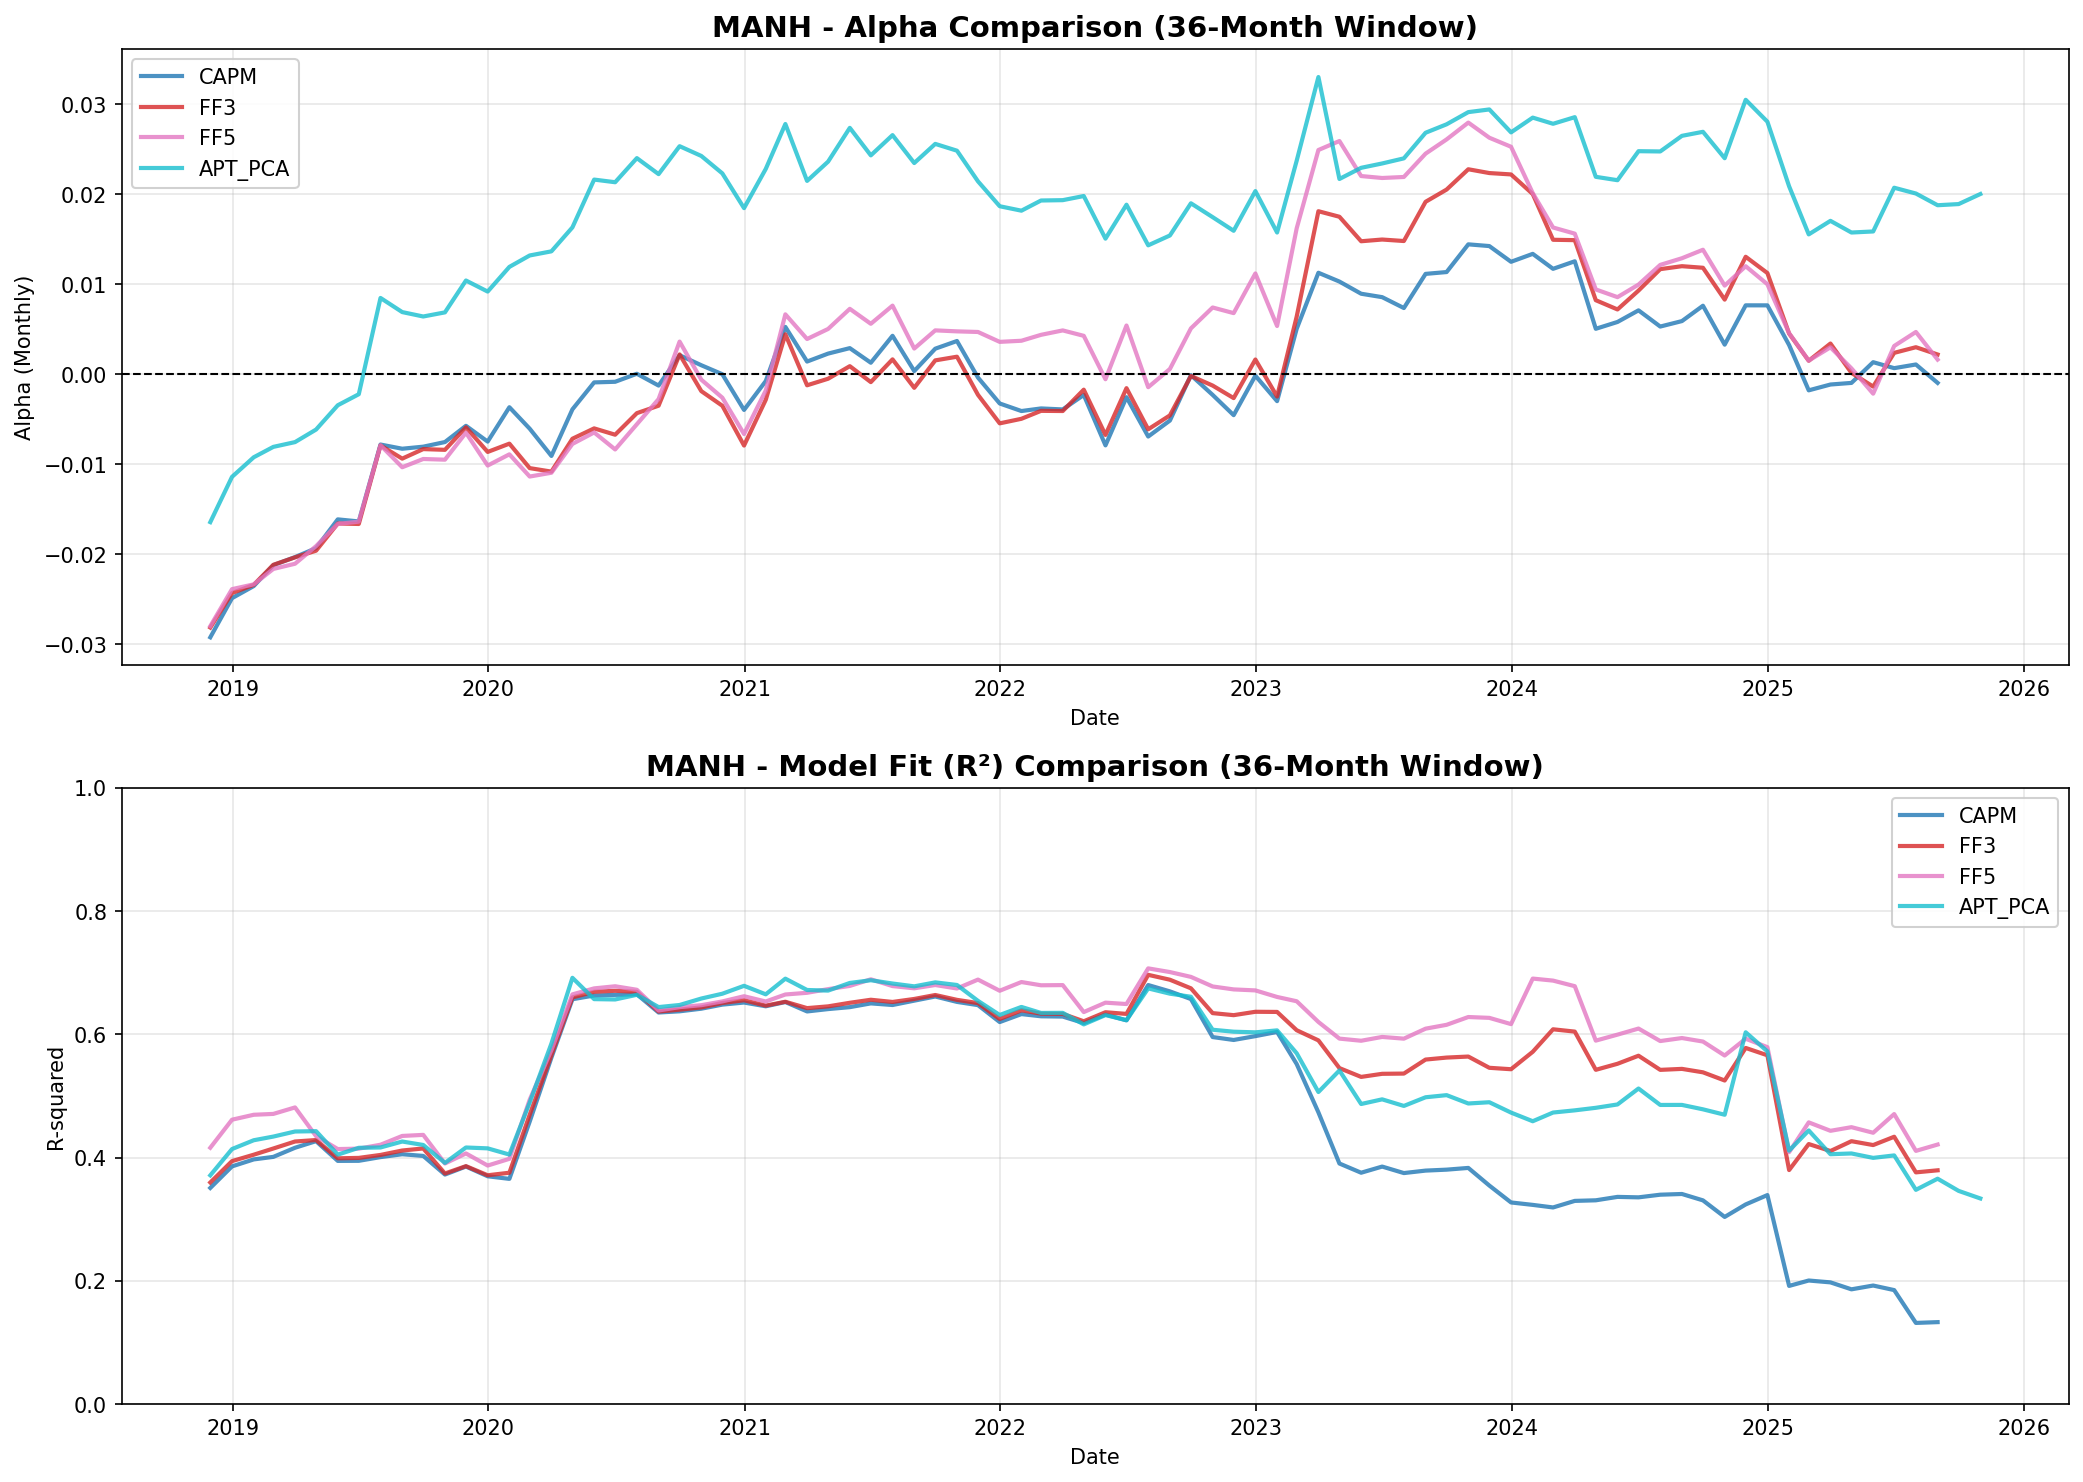 MANH - Alpha Comparison (36-Month Window)
CAPM
FF3
FF5
APT_PCA
Alpha (Monthly)
0.03
0.02
0.01
0.00
−0.01
−0.02
−0.03
2019 2020 2021 2022 2023 2024 2025 2026
Date
MANH - Model Fit (R²) Comparison (36-Month Window)
CAPM
FF3
FF5
APT_PCA
R-squared
1.0
0.8
0.6
0.4
0.2
0.0
2019 2020 2021 2022 2023 2024 2025 2026
Date